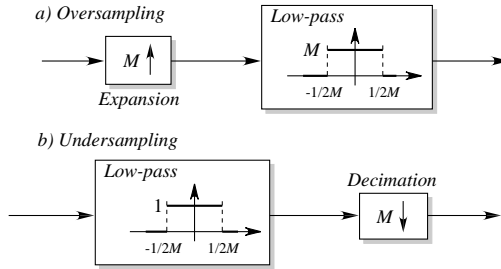 a) Oversampling
Low-pass
M
M
Expansion
-1/2M
1/2M
b) Undersampling
Low-pass
Decimation
1
M
-1/2M
1/2M